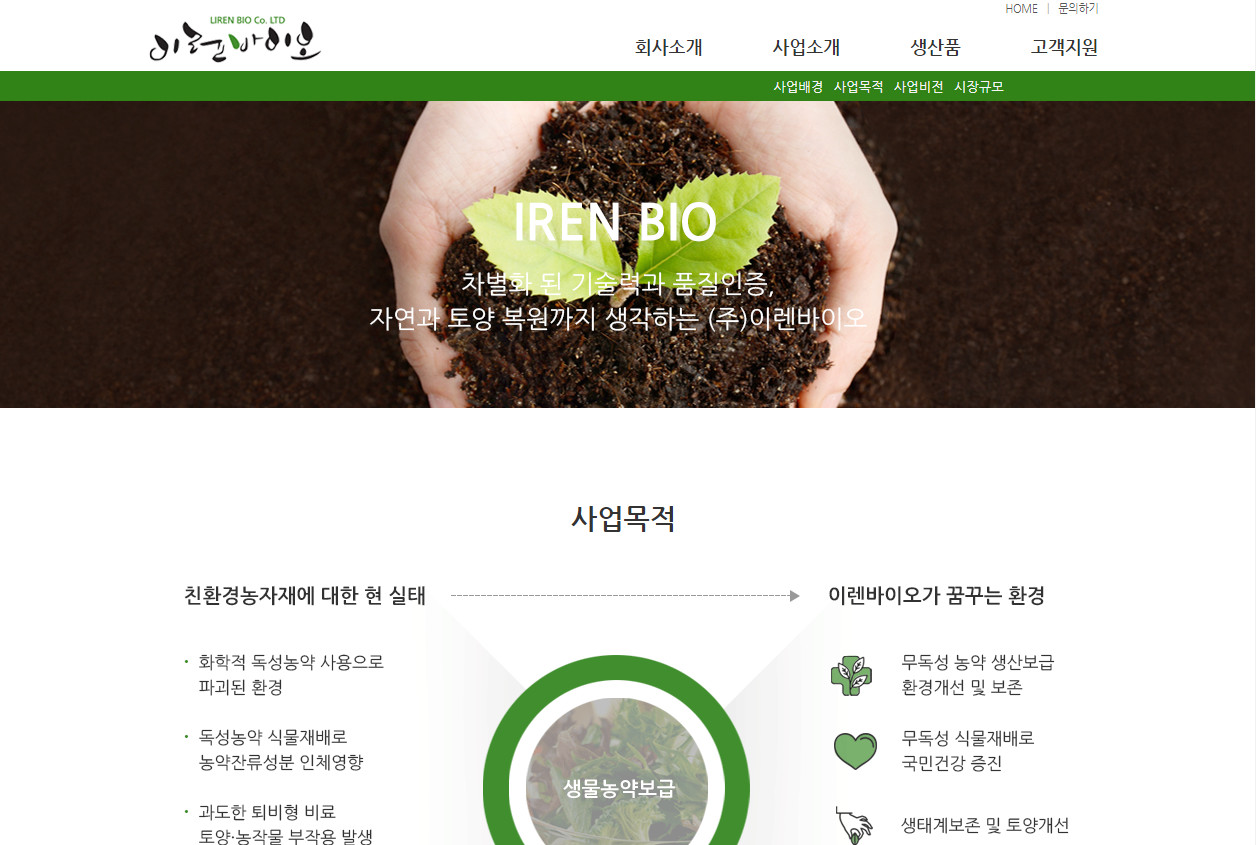 HOME | 문의하기
LIREN BIO Co. LTD
이렌바이오
회사소개 사업소개 생산품 고객지원
사업배경 사업목적 사업비전 시장규모
IREN BIO
차별화 된 기술력과 품질인증,
자연과 토양 복원까지 생각하는 (주)이렌바이오
사업목적
친환경농자재에 대한 현 실태
· 화학적 독성농약 사용으로
파괴된 환경
· 독성농약 식물재배로
농약잔류성분 인체영향
· 과도한 퇴비형 비료
토양·농작물 부작용 발생
생물농약보급
이렌바이오가 꿈꾸는 환경
무독성 농약 생산보급
환경개선 및 보존
무독성 식물재배로
국민건강 증진
생태계보존 및 토양개선